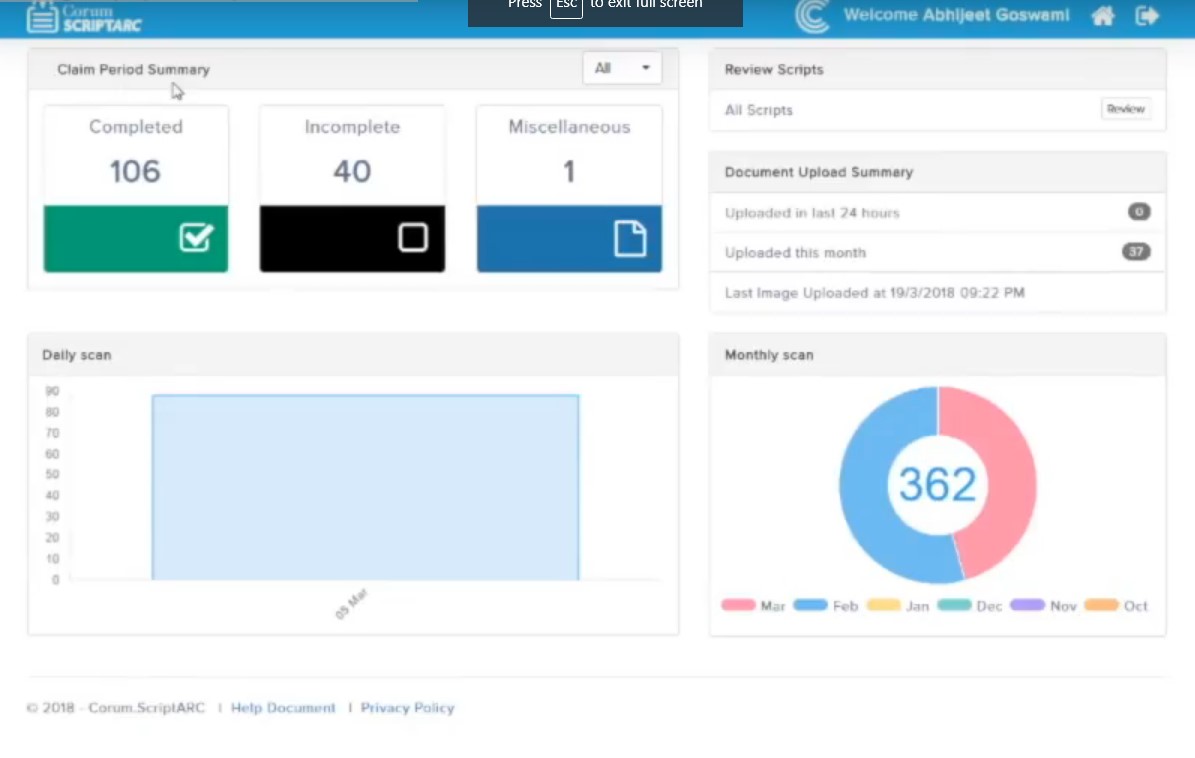 Press Esc to exit full screen
Corum
SCRIPTARC
Welcome Abhijeet Goswami
Claim Period Summary
All
Completed
106
Incomplete
40
Miscellaneous
1
Review Scripts
All Scripts
Review
Document Upload Summary
Uploaded in last 24 hours
0
Uploaded this month
37
Last Image Uploaded at 19/3/2018 09:22 PM
Daily scan
90
80
70
60
50
40
30
20
10
0
05 Mar
Monthly scan
362
Mar Feb Jan Dec Nov Oct
© 2018 - Corum.ScriptARC | Help Document | Privacy Policy